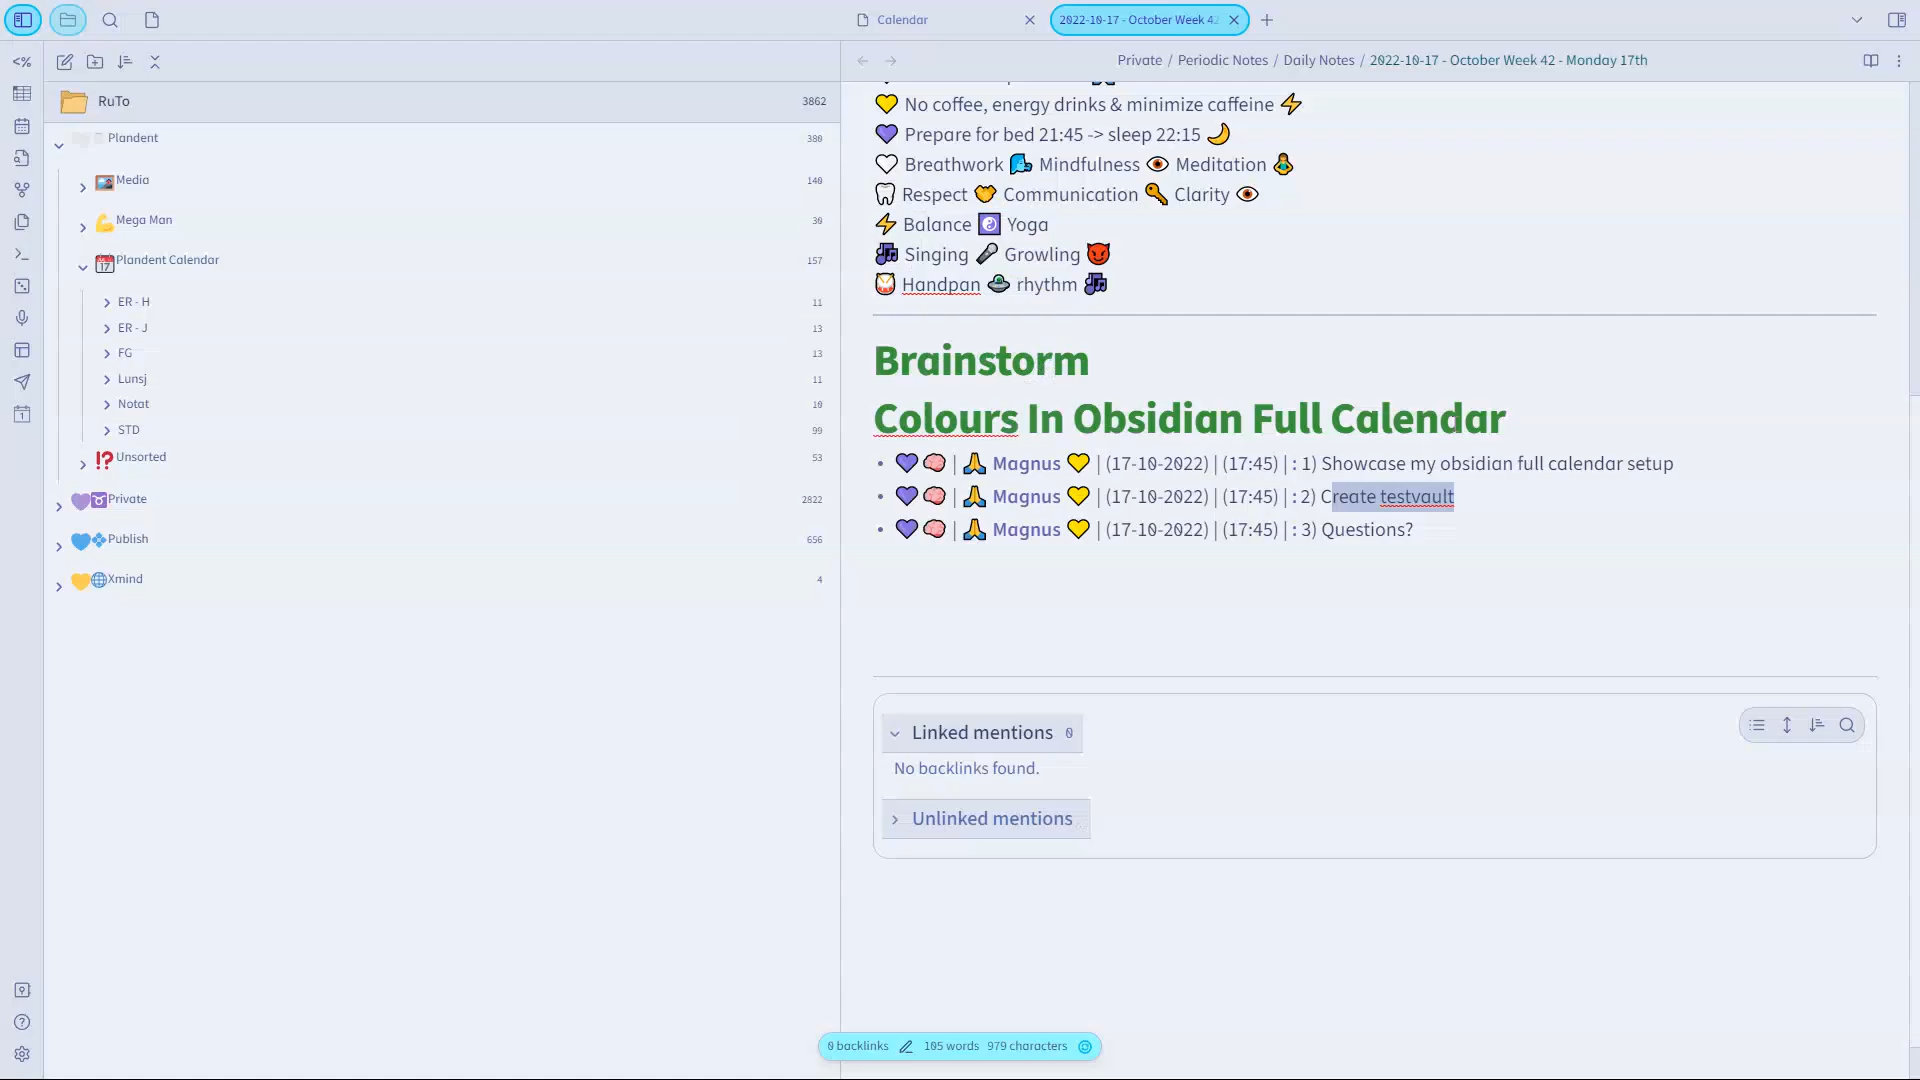 Calendar
2022-10-17 - October Week 42
Private / Periodic Notes / Daily Notes / 2022-10-17 - October Week 42 - Monday 17th
RuTo 3862
Plandent 380
Media 140
Mega Man 30
Plandent Calendar 157
ER - H 11
ER - J 13
FG 13
Lunsj 11
Notat 10
STD 99
Unsorted 53
Private 2822
Publish 656
Xmind 4
💛 No coffee, energy drinks & minimize caffeine ⚡
💜 Prepare for bed 21:45 -> sleep 22:15 🌙
🤍 Breathwork 🌬 Mindfulness 👁 Meditation 🧘
🦷 Respect 🤝 Communication 🔑 Clarity 👁
⚡ Balance ☯ Yoga
🎶 Singing 🎤 Growling 😈
🥁 Handpan 🛸 rhythm 🎶
Brainstorm
Colours In Obsidian Full Calendar
• 💜 🧠 | 🙏 Magnus 💛 | (17-10-2022) | (17:45) | : 1) Showcase my obsidian full calendar setup
• 💜 🧠 | 🙏 Magnus 💛 | (17-10-2022) | (17:45) | : 2) Create testvault
• 💜 🧠 | 🙏 Magnus 💛 | (17-10-2022) | (17:45) | : 3) Questions?
Linked mentions 0
No backlinks found.
Unlinked mentions
0 backlinks 105 words 979 characters